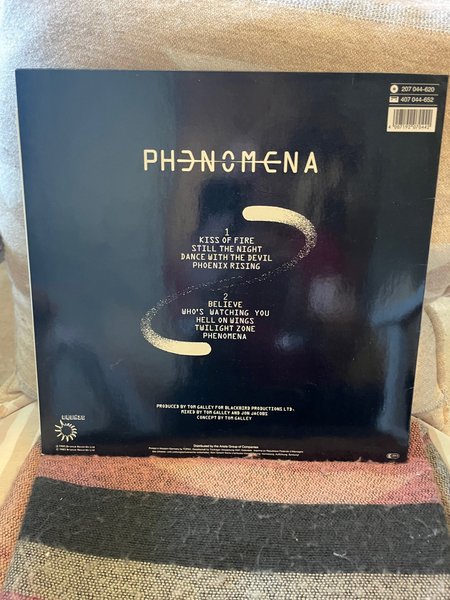 207 044-620
407 044-652
PHENOMENA
1
KISS OF FIRE
STILL THE NIGHT
DANCE WITH THE DEVIL
PHOENIX RISING
2
BELIEVE
WHO'S WATCHING YOU
HELL ON WINGS
TWILIGHT ZONE
PHENOMENA
PRODUCED BY TOM GALLEY FOR BLACKBIRD PRODUCTIONS LTD.
MIXED BY TOM GALLEY AND JON JACOBS
CONCEPT BY TOM GALLEY
BRONZE
Distributed by the Ariola Group of Companies